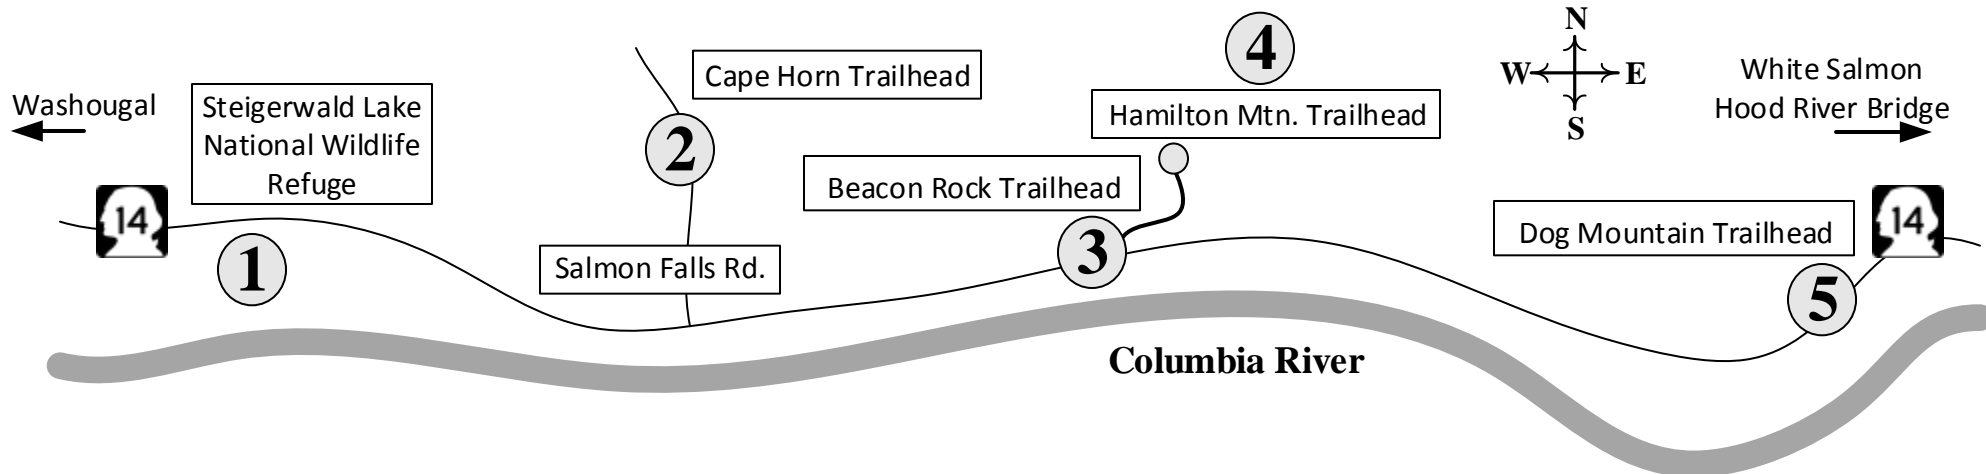 Washougal
14
Steigerwald Lake
National Wildlife
Refuge
1
Cape Horn Trailhead
2
Salmon Falls Rd.
Beacon Rock Trailhead
3
4
Hamilton Mtn. Trailhead
N
W E
S
White Salmon
Hood River Bridge
Dog Mountain Trailhead
14
5
Columbia River